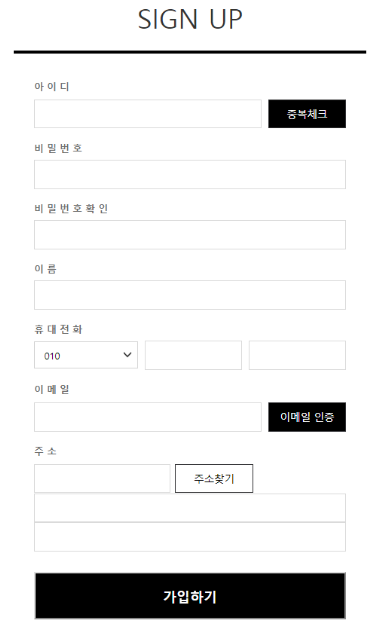 SIGN UP
아이디
중복체크
비밀번호
비밀번호확인
이름
휴대전화
010
이메일
이메일 인증
주소
주소찾기
가입하기